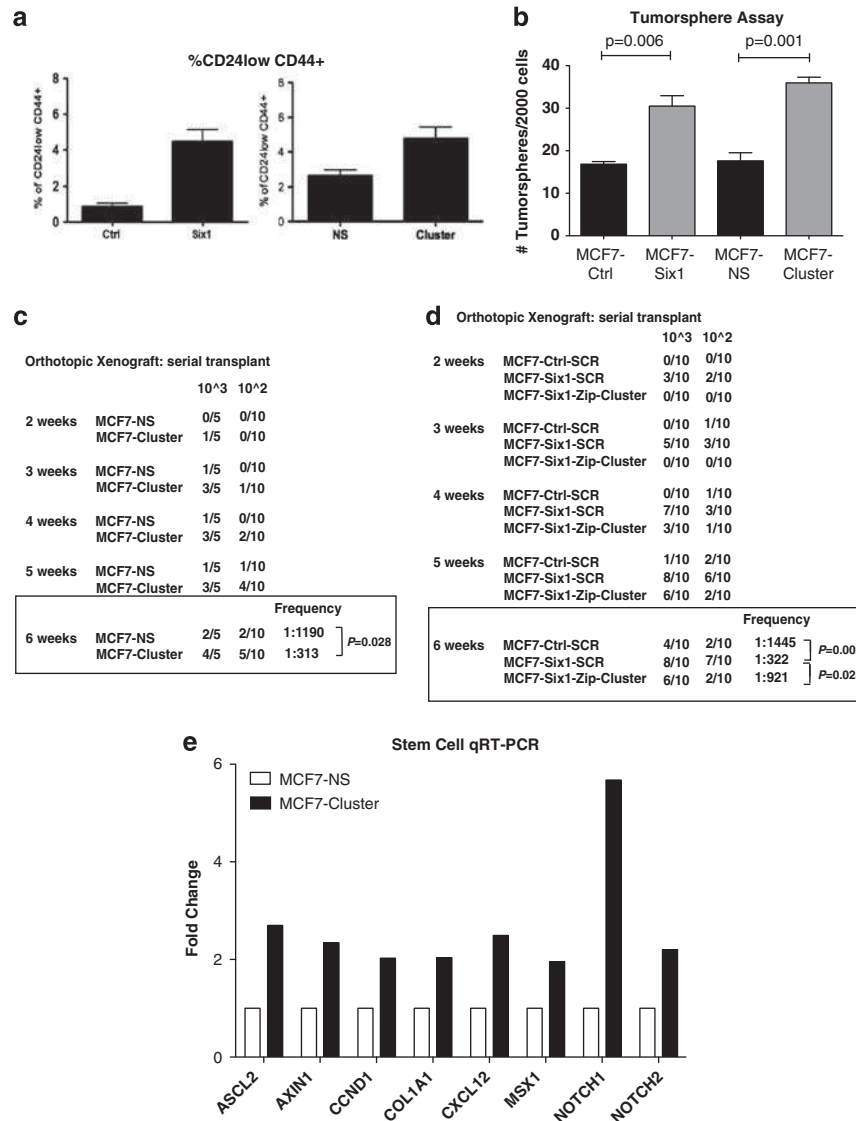 a
%CD24low CD44+
% of CD24low CD44+
8
6
4
2
0
Ctrl
Six1
% of CD24low CD44+
8
6
4
2
0
NS
Cluster
b
Tumorsphere Assay
p=0.006
p=0.001
# Tumorspheres/2000 cells
40
30
20
10
0
MCF7-Ctrl
MCF7-Six1
MCF7-NS
MCF7-Cluster
c
Orthotopic Xenograft: serial transplant
10^3 10^2
2 weeks MCF7-NS 0/5 0/10
MCF7-Cluster 1/5 0/10
3 weeks MCF7-NS 1/5 0/10
MCF7-Cluster 3/5 1/10
4 weeks MCF7-NS 1/5 0/10
MCF7-Cluster 3/5 2/10
5 weeks MCF7-NS 1/5 1/10
MCF7-Cluster 3/5 4/10
Frequency
6 weeks MCF7-NS 2/5 2/10 1:1190
MCF7-Cluster 4/5 5/10 1:313
P=0.028
d
Orthotopic Xenograft: serial transplant
10^3 10^2
2 weeks MCF7-Ctrl-SCR 0/10 0/10
MCF7-Six1-SCR 3/10 2/10
MCF7-Six1-Zip-Cluster 0/10 0/10
3 weeks MCF7-Ctrl-SCR 0/10 1/10
MCF7-Six1-SCR 5/10 3/10
MCF7-Six1-Zip-Cluster 0/10 0/10
4 weeks MCF7-Ctrl-SCR 0/10 1/10
MCF7-Six1-SCR 7/10 3/10
MCF7-Six1-Zip-Cluster 3/10 1/10
5 weeks MCF7-Ctrl-SCR 1/10 2/10
MCF7-Six1-SCR 8/10 6/10
MCF7-Six1-Zip-Cluster 6/10 2/10
Frequency
6 weeks MCF7-Ctrl-SCR 4/10 2/10 1:1445
MCF7-Six1-SCR 8/10 7/10 1:322
MCF7-Six1-Zip-Cluster 6/10 2/10 1:921
P=0.00
P=0.02
e
Stem Cell qRT-PCR
MCF7-NS
MCF7-Cluster
Fold Change
6
4
2
0
ASCL2
AXIN1
CCND1
COL1A1
CXCL12
MSX1
NOTCH1
NOTCH2